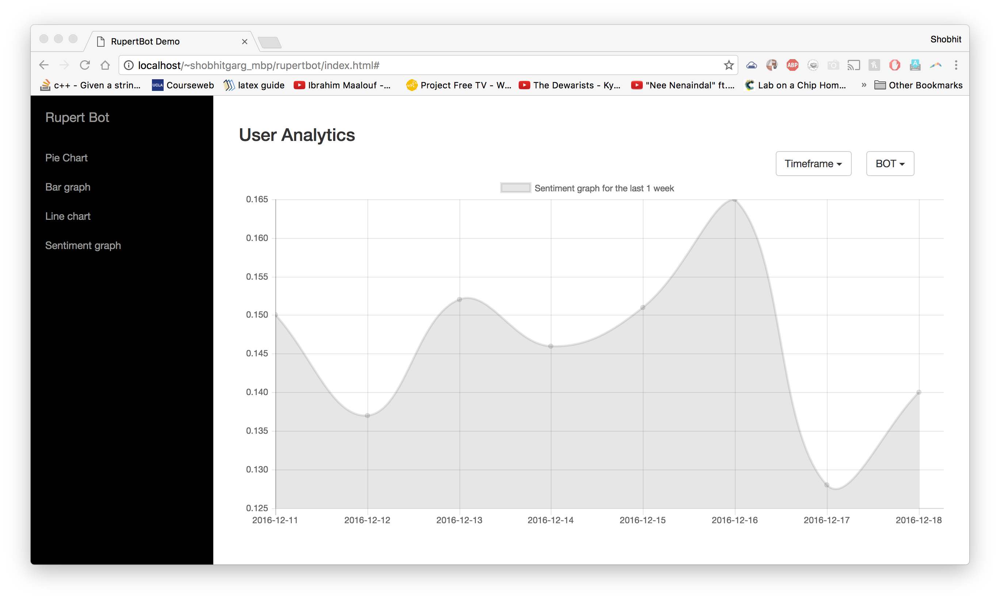 RupertBot Demo
Shobhit
localhost/~shobhitgarg_mbp/rupertbot/index.html#
ABP
c++ - Given a strin...
UCLA Courseweb
latex guide
Ibrahim Maalouf -...
Project Free TV - W...
The Dewarists - Ky...
"Nee Nenaindal" ft....
Lab on a Chip Hom...
» Other Bookmarks
Rupert Bot
Pie Chart
Bar graph
Line chart
Sentiment graph
User Analytics
Timeframe
BOT
Sentiment graph for the last 1 week
0.165
0.160
0.155
0.150
0.145
0.140
0.135
0.130
0.125
2016-12-11 2016-12-12 2016-12-13 2016-12-14 2016-12-15 2016-12-16 2016-12-17 2016-12-18